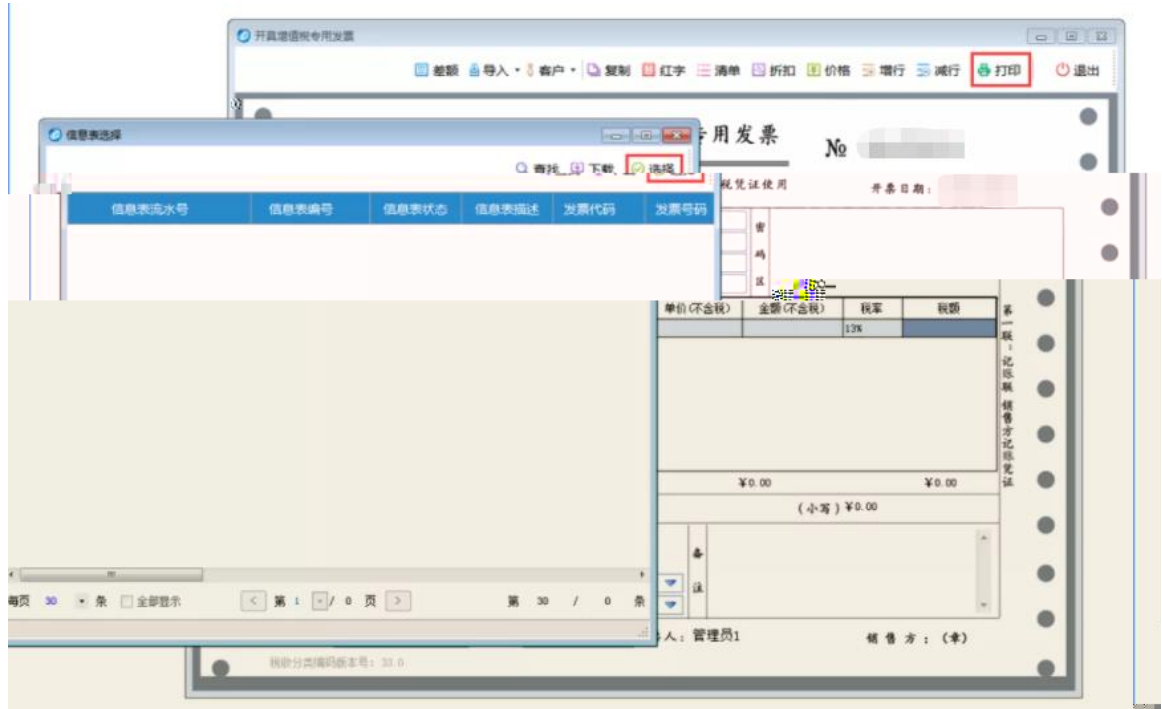 开具增值税专用发票
差额 导入 客户 复制 红字 清单 折扣 价格 增行 减行 打印 退出
信息表选择
专用发票 №
查找 下载 选择
税凭证使用 开票日期：
信息表流水号 信息表编号 信息表状态 信息表描述 发票代码 发票号码
密码区
单价(不含税) 金额(不含税) 税率 税额
13%
第一联：记账联 销售方记账凭证
¥0.00 ¥0.00
(小写) ¥0.00
备注
每页 30 条 全部显示 < 第 1 / 0 页 > 第 30 / 0 条
人：管理员1 销售方：(章)
税收分类编码版本号：33.0